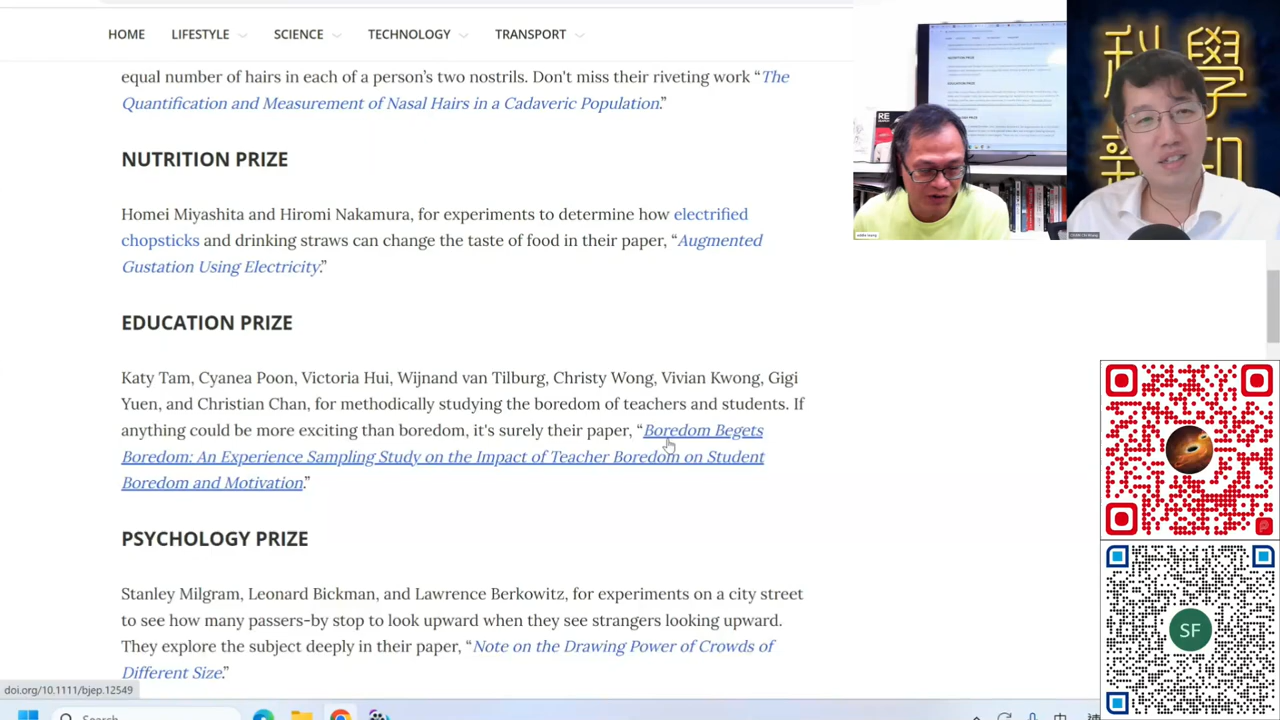 HOME LIFESTYLE SCIENCE TECHNOLOGY TRANSPORT
equal number of hairs in each of a person's two nostrils. Don't miss their riveting work “The
Quantification and Measurement of Nasal Hairs in a Cadaveric Population.”
NUTRITION PRIZE
Homei Miyashita and Hiromi Nakamura, for experiments to determine how electrified
chopsticks and drinking straws can change the taste of food in their paper, “Augmented
Gustation Using Electricity.”
EDUCATION PRIZE
Katy Tam, Cyanea Poon, Victoria Hui, Wijnand van Tilburg, Christy Wong, Vivian Kwong, Gigi
Yuen, and Christian Chan, for methodically studying the boredom of teachers and students. If
anything could be more exciting than boredom, it's surely their paper, “Boredom Begets
Boredom: An Experience Sampling Study on the Impact of Teacher Boredom on Student
Boredom and Motivation.”
PSYCHOLOGY PRIZE
Stanley Milgram, Leonard Bickman, and Lawrence Berkowitz, for experiments on a city street
to see how many passers-by stop to look upward when they see strangers looking upward.
They explore the subject deeply in their paper, “Note on the Drawing Power of Crowds of
Different Size.”
doi.org/10.1111/bjep.12549
Search
科學
新知
RE
SF